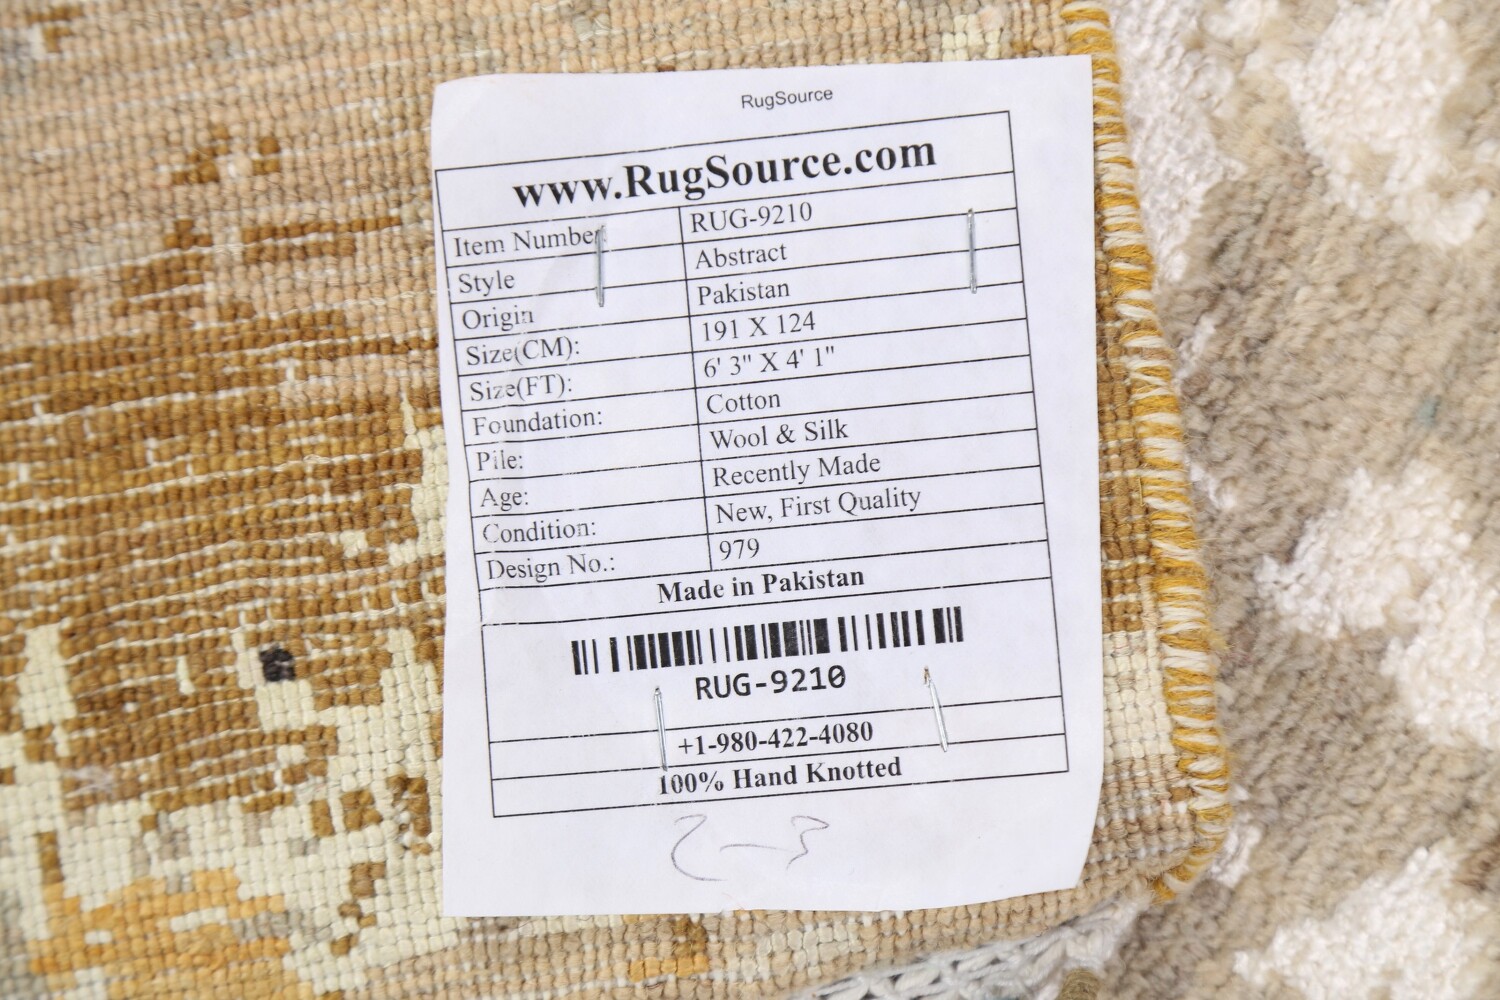 RugSource
www.RugSource.com
Item Number RUG-9210
Style Abstract
Origin Pakistan
Size(CM): 191 X 124
Size(FT): 6' 3" X 4' 1"
Foundation: Cotton
Pile: Wool & Silk
Age: Recently Made
Condition: New, First Quality
Design No.: 979
Made in Pakistan
RUG-9210
+1-980-422-4080
100% Hand Knotted